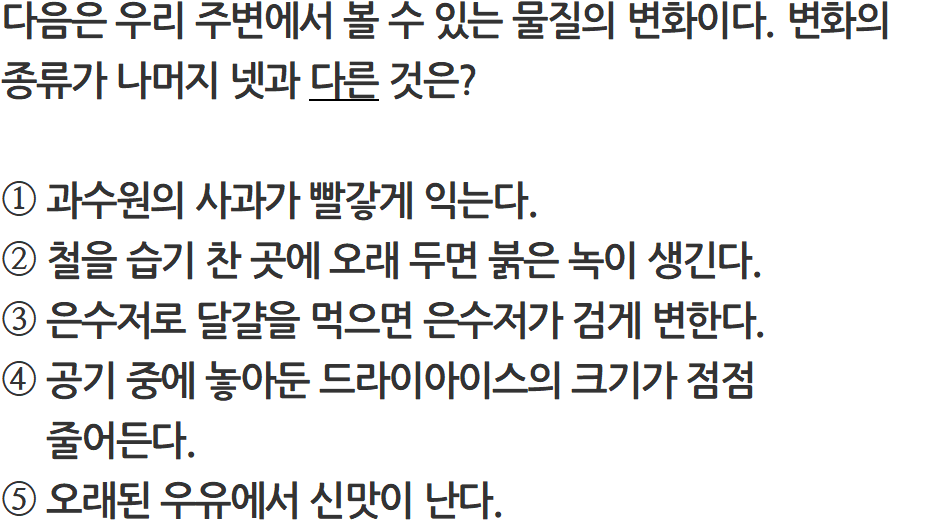 다음은 우리 주변에서 볼 수 있는 물질의 변화이다. 변화의
종류가 나머지 넷과 다른 것은?
① 과수원의 사과가 빨갛게 익는다.
② 철을 습기 찬 곳에 오래 두면 붉은 녹이 생긴다.
③ 은수저로 달걀을 먹으면 은수저가 검게 변한다.
④ 공기 중에 놓아둔 드라이아이스의 크기가 점점
줄어든다.
⑤ 오래된 우유에서 신맛이 난다.